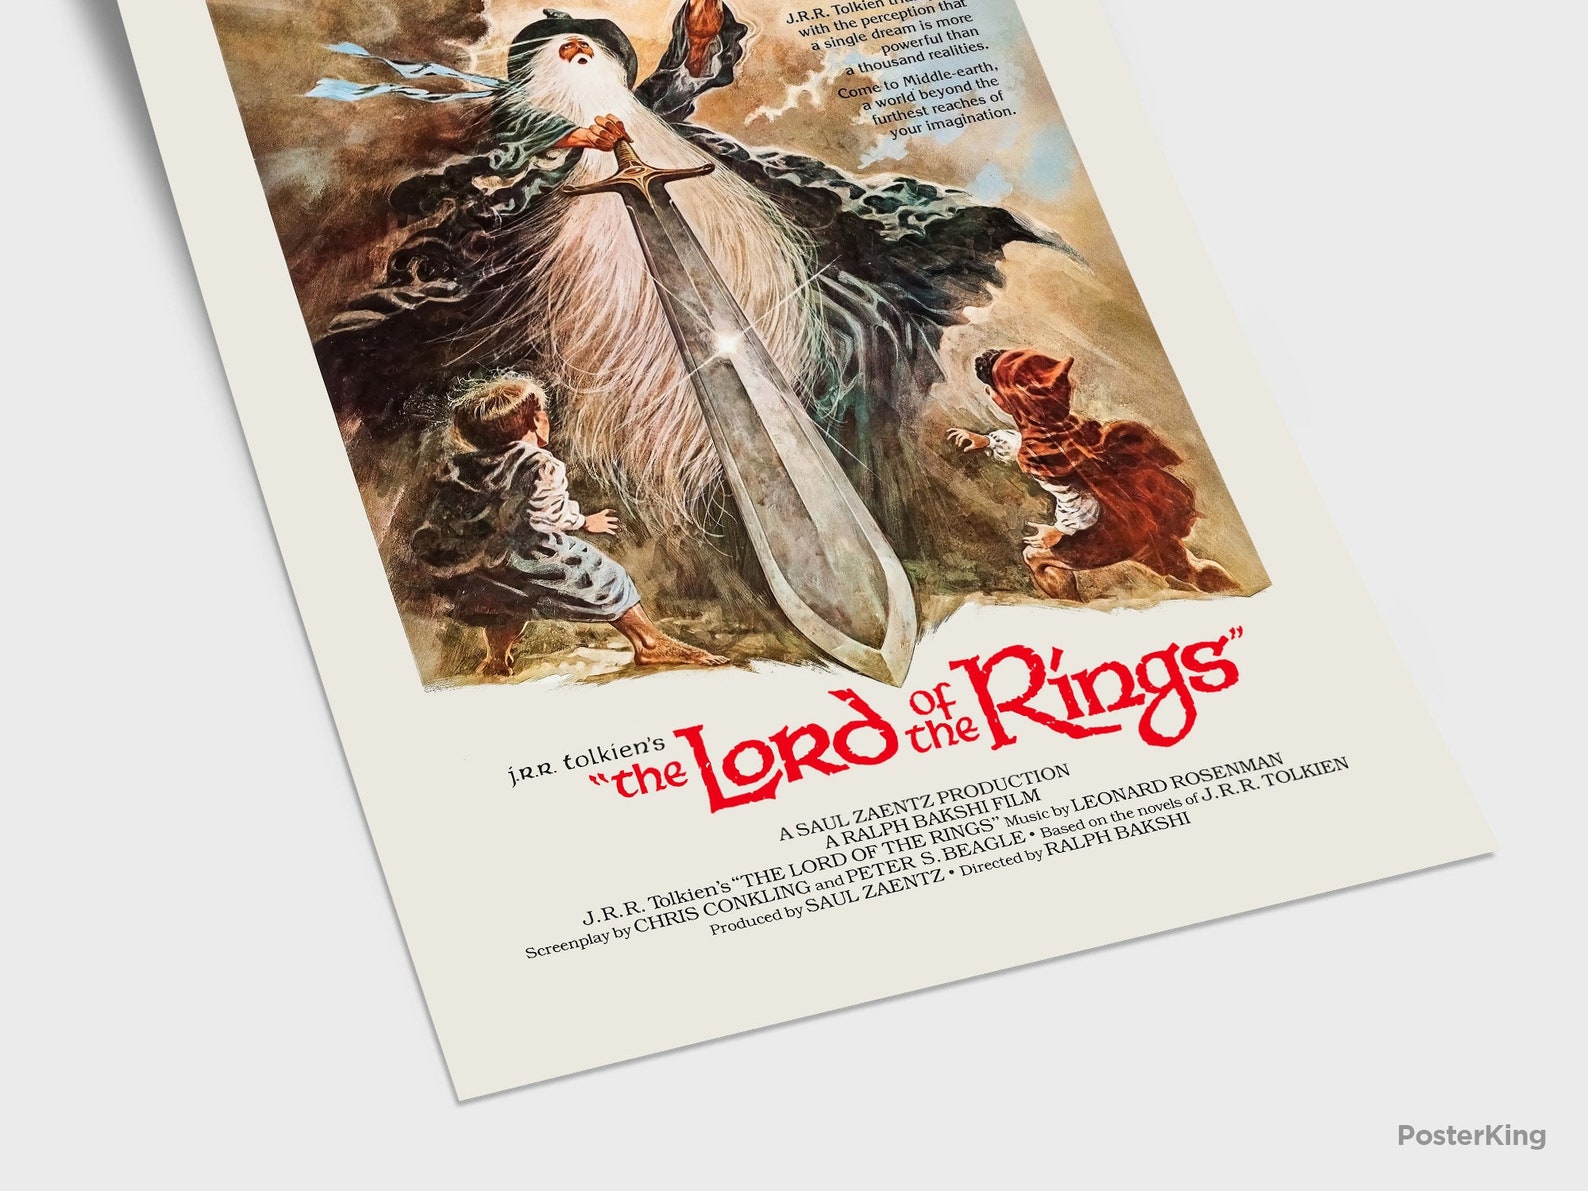 J.R.R. Tolkien
with the perception that
a single dream is more
powerful than
a thousand realities.
Come to Middle-earth,
a world beyond the
furthest reaches of
your imagination.
J.R.R. Tolkien's
"The Lord of the Rings"
A SAUL ZAENTZ PRODUCTION
A RALPH BAKSHI FILM
J.R.R. Tolkien's "THE LORD OF THE RINGS" Music by LEONARD ROSENMAN
Screenplay by CHRIS CONKLING and PETER S. BEAGLE • Based on the novels of J.R.R. TOLKIEN
Produced by SAUL ZAENTZ • Directed by RALPH BAKSHI
PosterKing